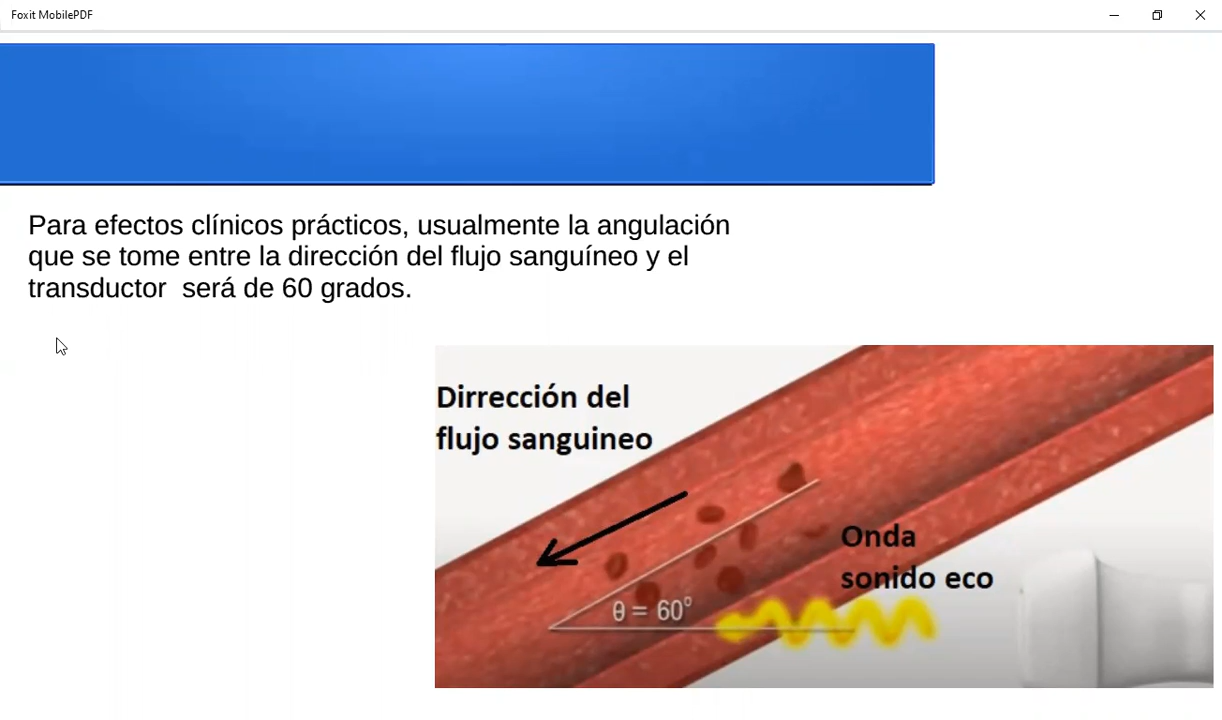 Foxit MobilePDF
Para efectos clínicos prácticos, usualmente la angulación
que se tome entre la dirección del flujo sanguíneo y el
transductor será de 60 grados.
Dirrección del
flujo sanguineo
Onda
sonido eco
θ = 60°